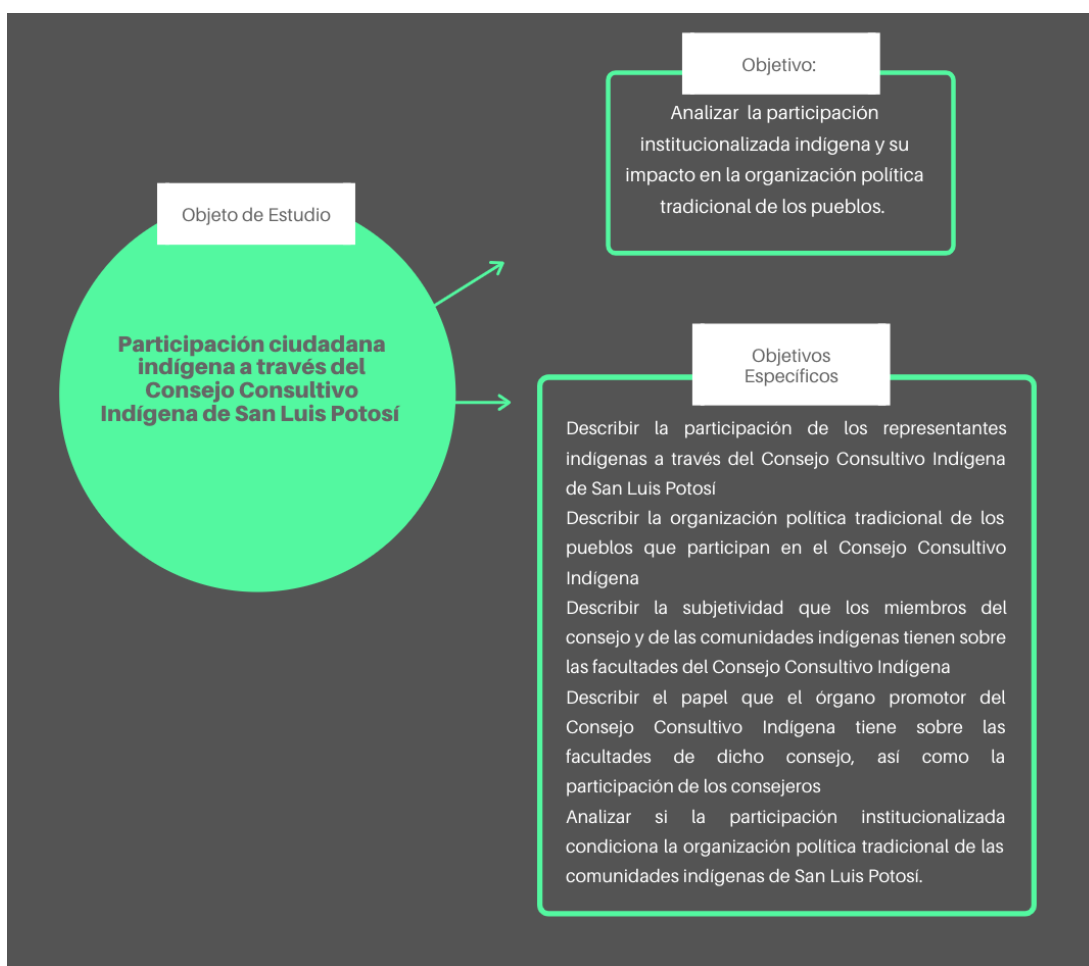 Objeto de Estudio
Participación ciudadana
indígena a través del
Consejo Consultivo
Indígena de San Luis Potosí
Objetivo:
Analizar la participación
institucionalizada indígena y su
impacto en la organización política
tradicional de los pueblos.
Objetivos
Específicos
Describir la participación de los representantes
indígenas a través del Consejo Consultivo Indígena
de San Luis Potosí
Describir la organización política tradicional de los
pueblos que participan en el Consejo Consultivo
Indígena
Describir la subjetividad que los miembros del
consejo y de las comunidades indígenas tienen sobre
las facultades del Consejo Consultivo Indígena
Describir el papel que el órgano promotor del
Consejo Consultivo Indígena tiene sobre las
facultades de dicho consejo, así como la
participación de los consejeros
Analizar si la participación institucionalizada
condiciona la organización política tradicional de las
comunidades indígenas de San Luis Potosí.